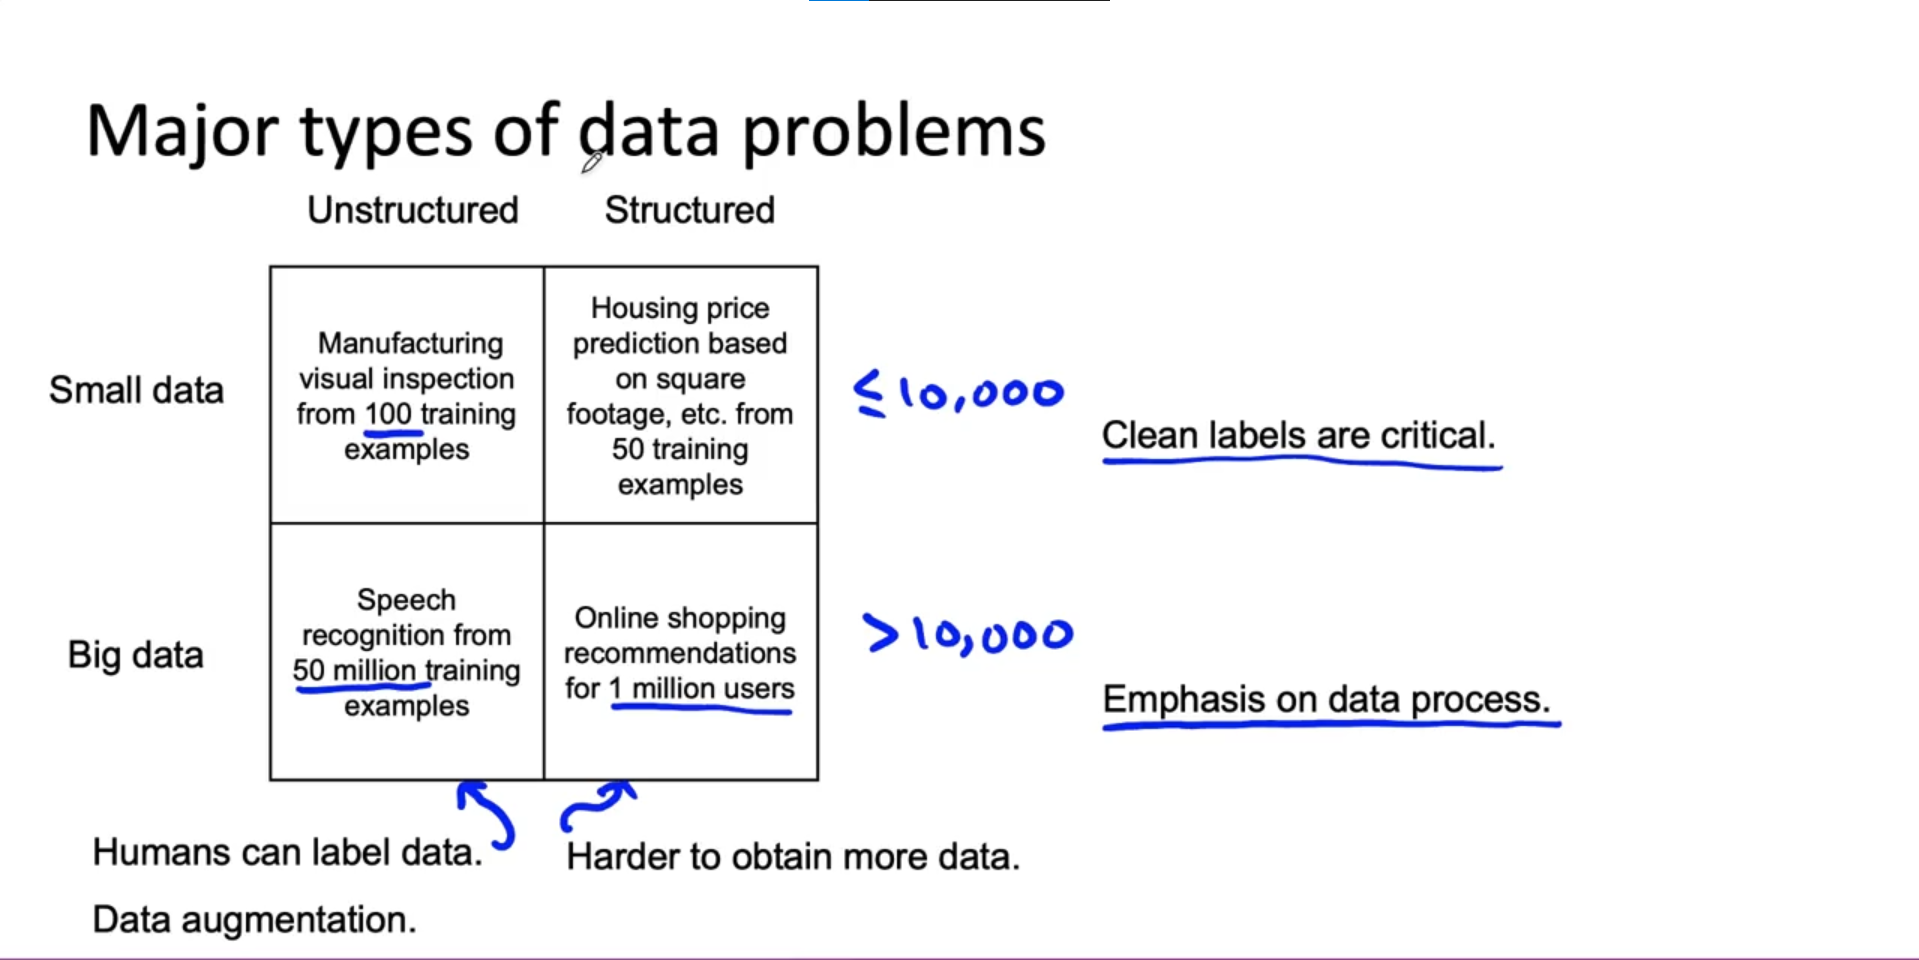 Major types of data problems
Unstructured
Structured
Small data
Manufacturing
visual inspection
from 100 training
examples
Housing price
prediction based
on square
footage, etc. from
50 training
examples
≤10,000
Clean labels are critical.
Big data
Speech
recognition from
50 million training
examples
Online shopping
recommendations
for 1 million users
>10,000
Emphasis on data process.
Humans can label data.
Data augmentation.
Harder to obtain more data.